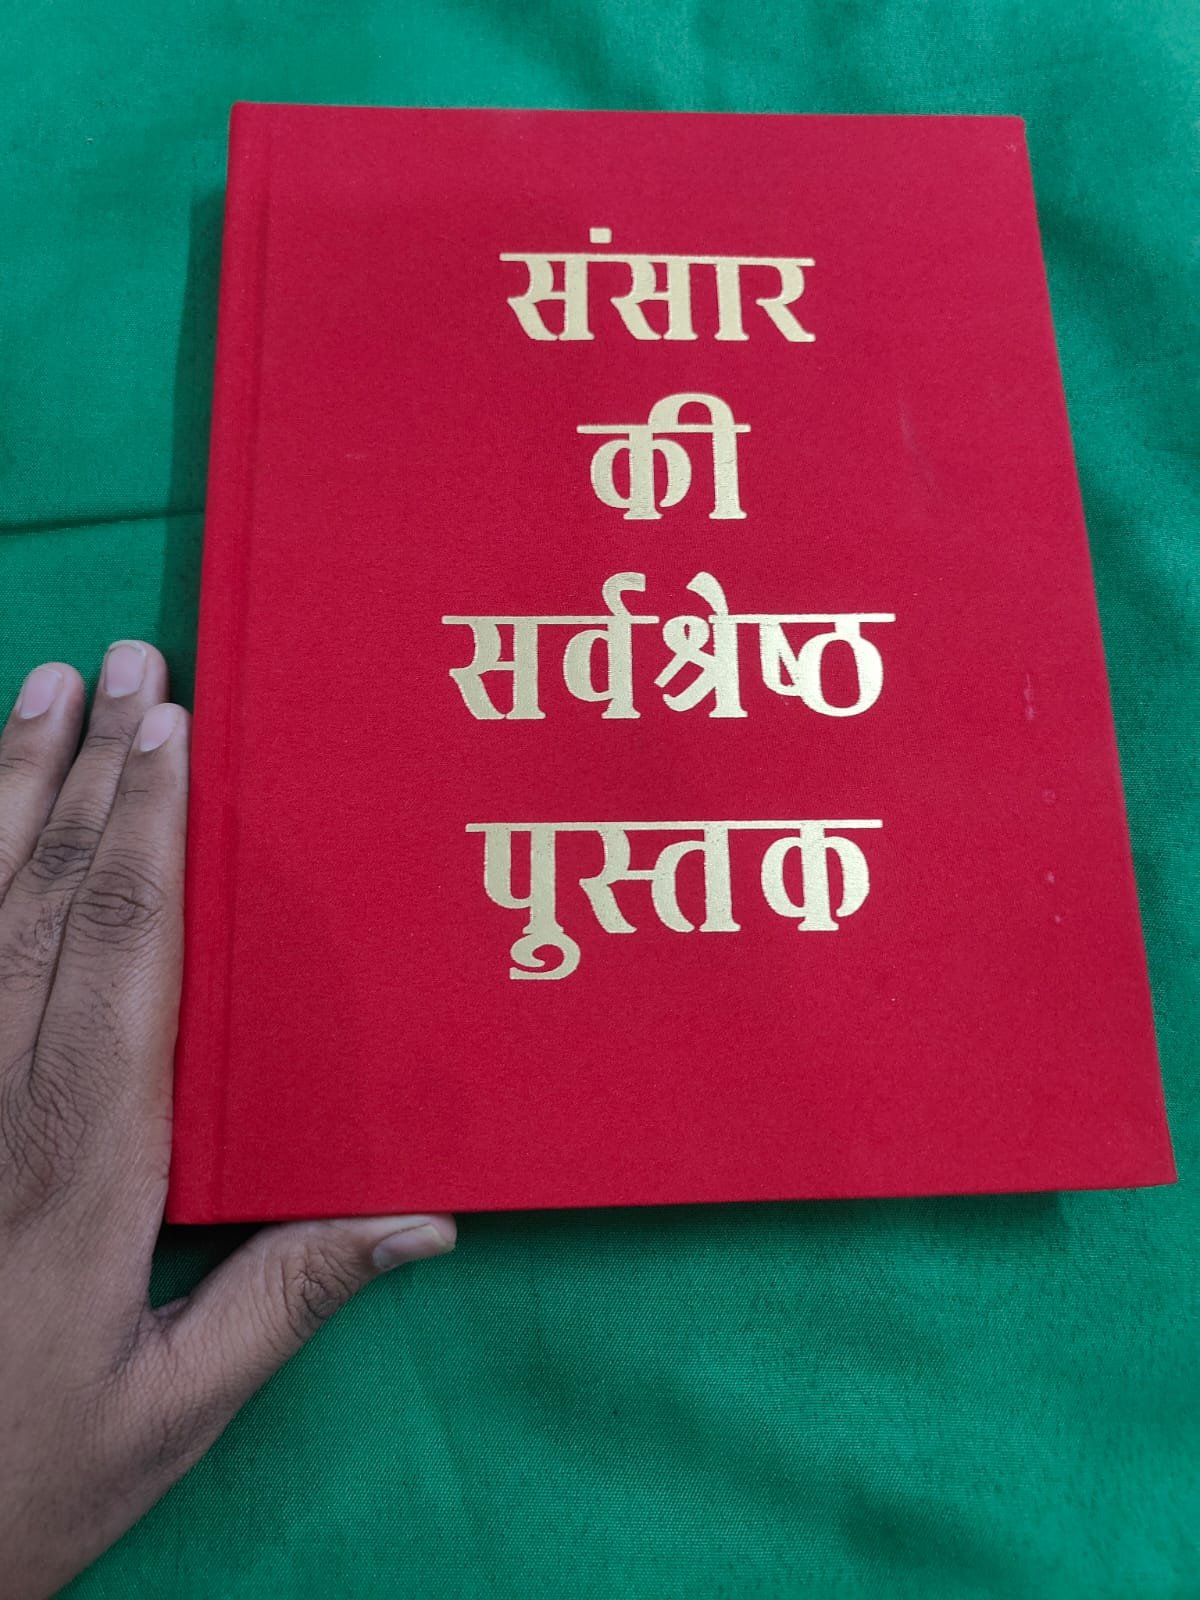 संसार
की
सर्वश्रेष्ठ
पुस्तक